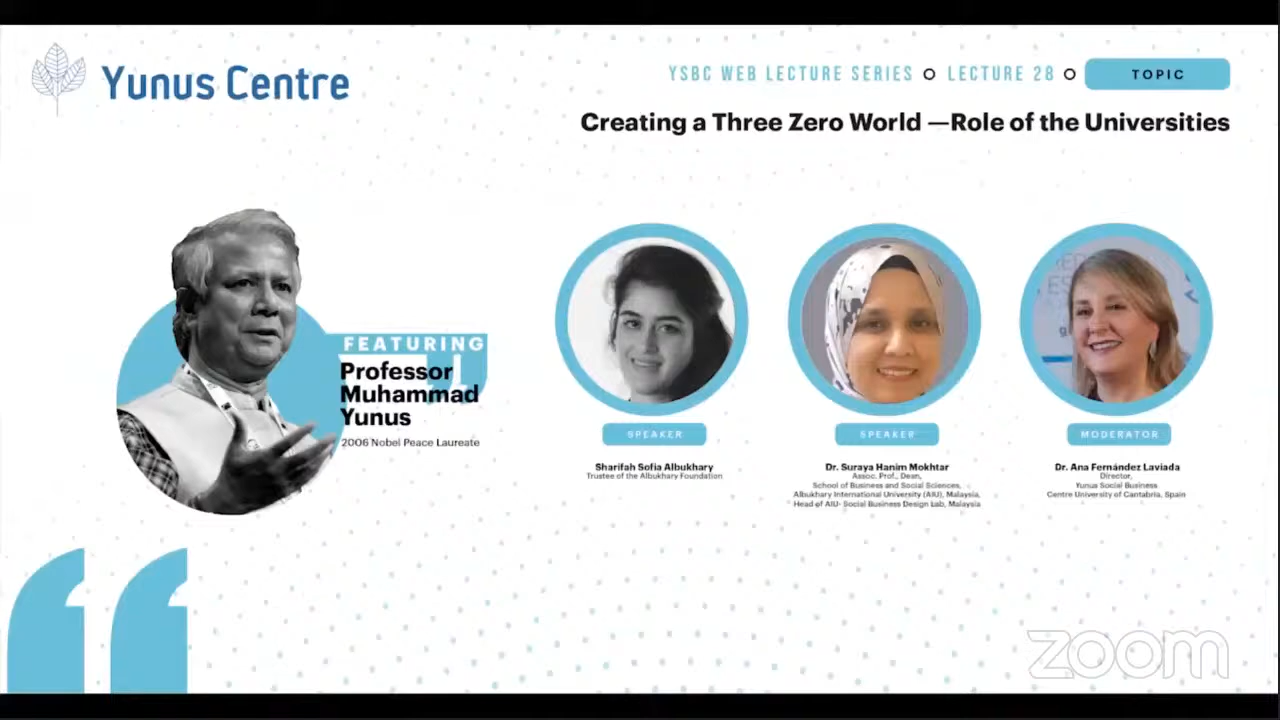 Yunus Centre
YSBC WEB LECTURE SERIES O LECTURE 28 O TOPIC
Creating a Three Zero World —Role of the Universities
FEATURING
Professor
Muhammad
Yunus
2006 Nobel Peace Laureate
SPEAKER
Sharifah Sofia Albukhary
Trustee of the Albukhary Foundation
SPEAKER
Dr. Suraya Hanim Mokhtar
Assoc. Prof., Dean,
School of Business and Social Sciences,
Albukhary International University (AIU), Malaysia,
Head of AIU- Social Business Design Lab, Malaysia
MODERATOR
Dr. Ana Fernández Laviada
Director,
Yunus Social Business
Centre University of Cantabria, Spain
zoom